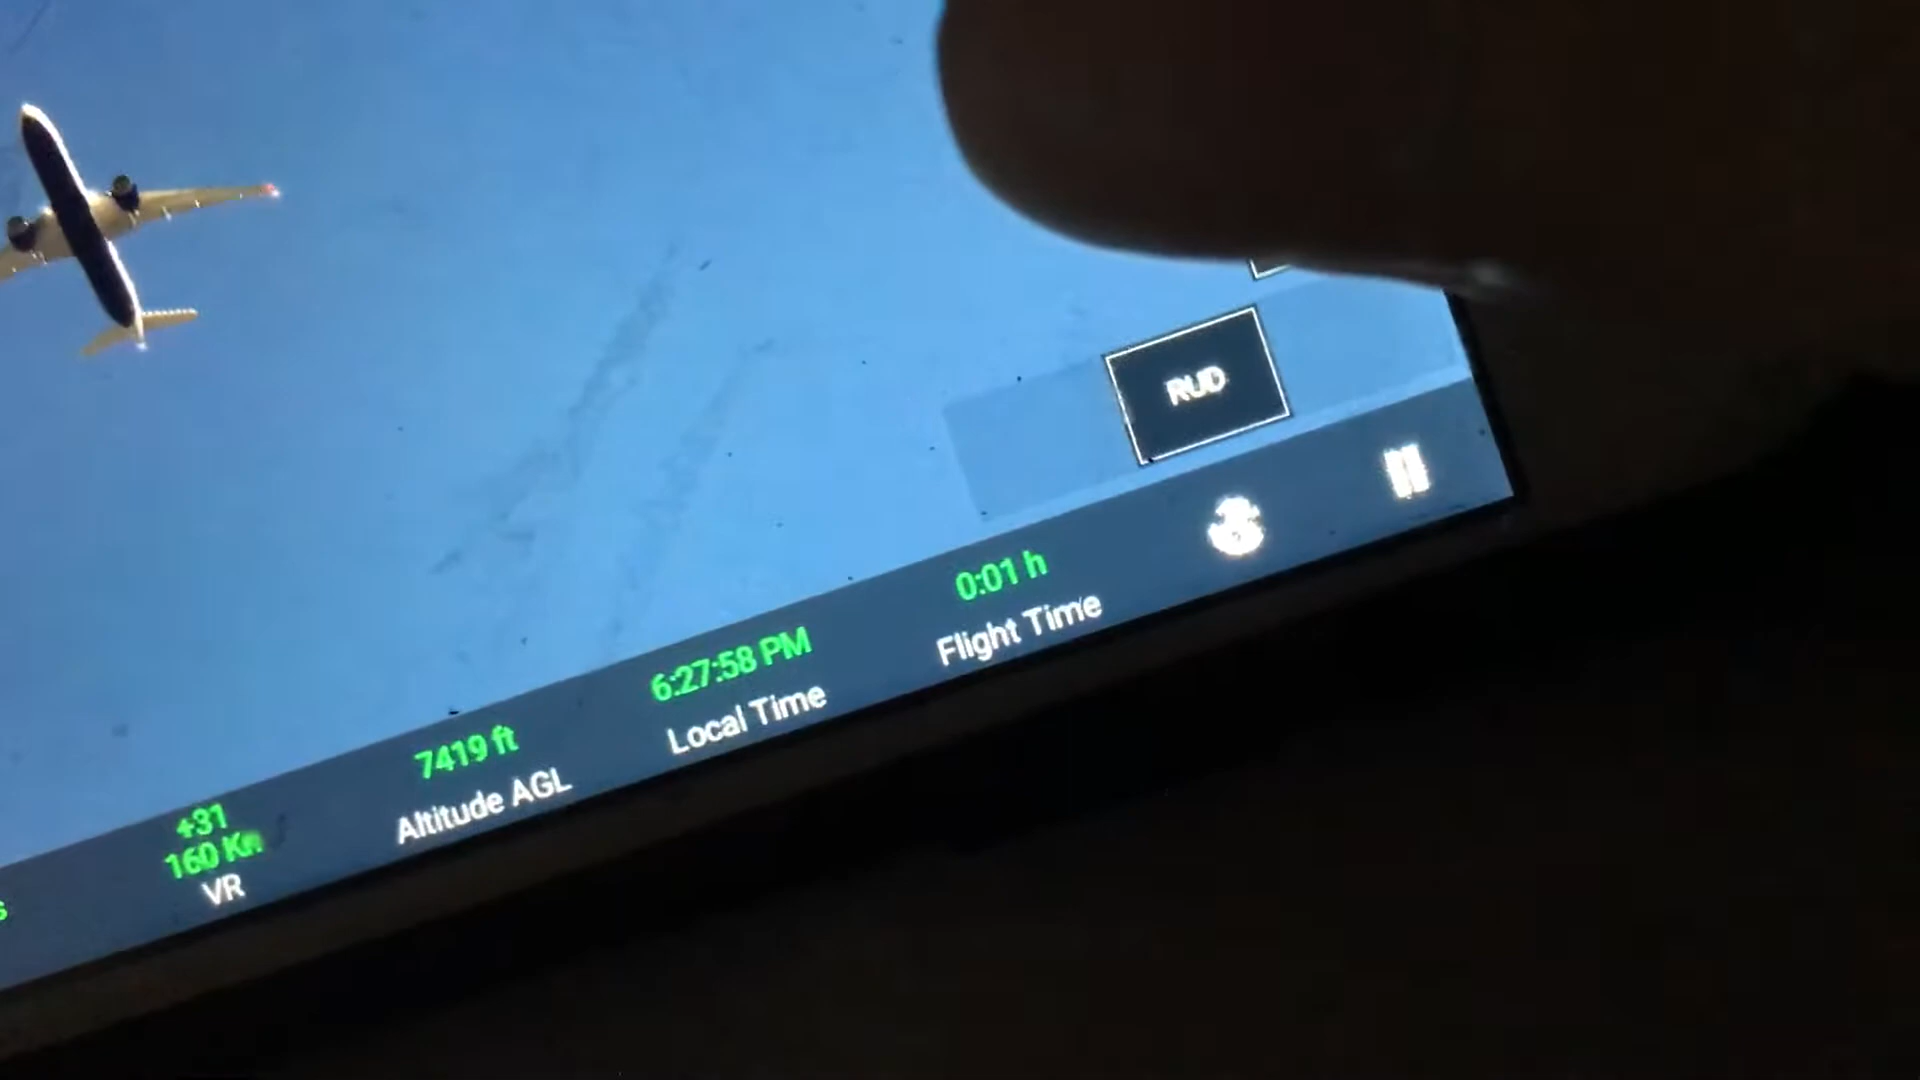 RUD
0:01 h
Flight Time
6:27:58 PM
Local Time
7419 ft
Altitude AGL
+31
160 Kn
VR
s